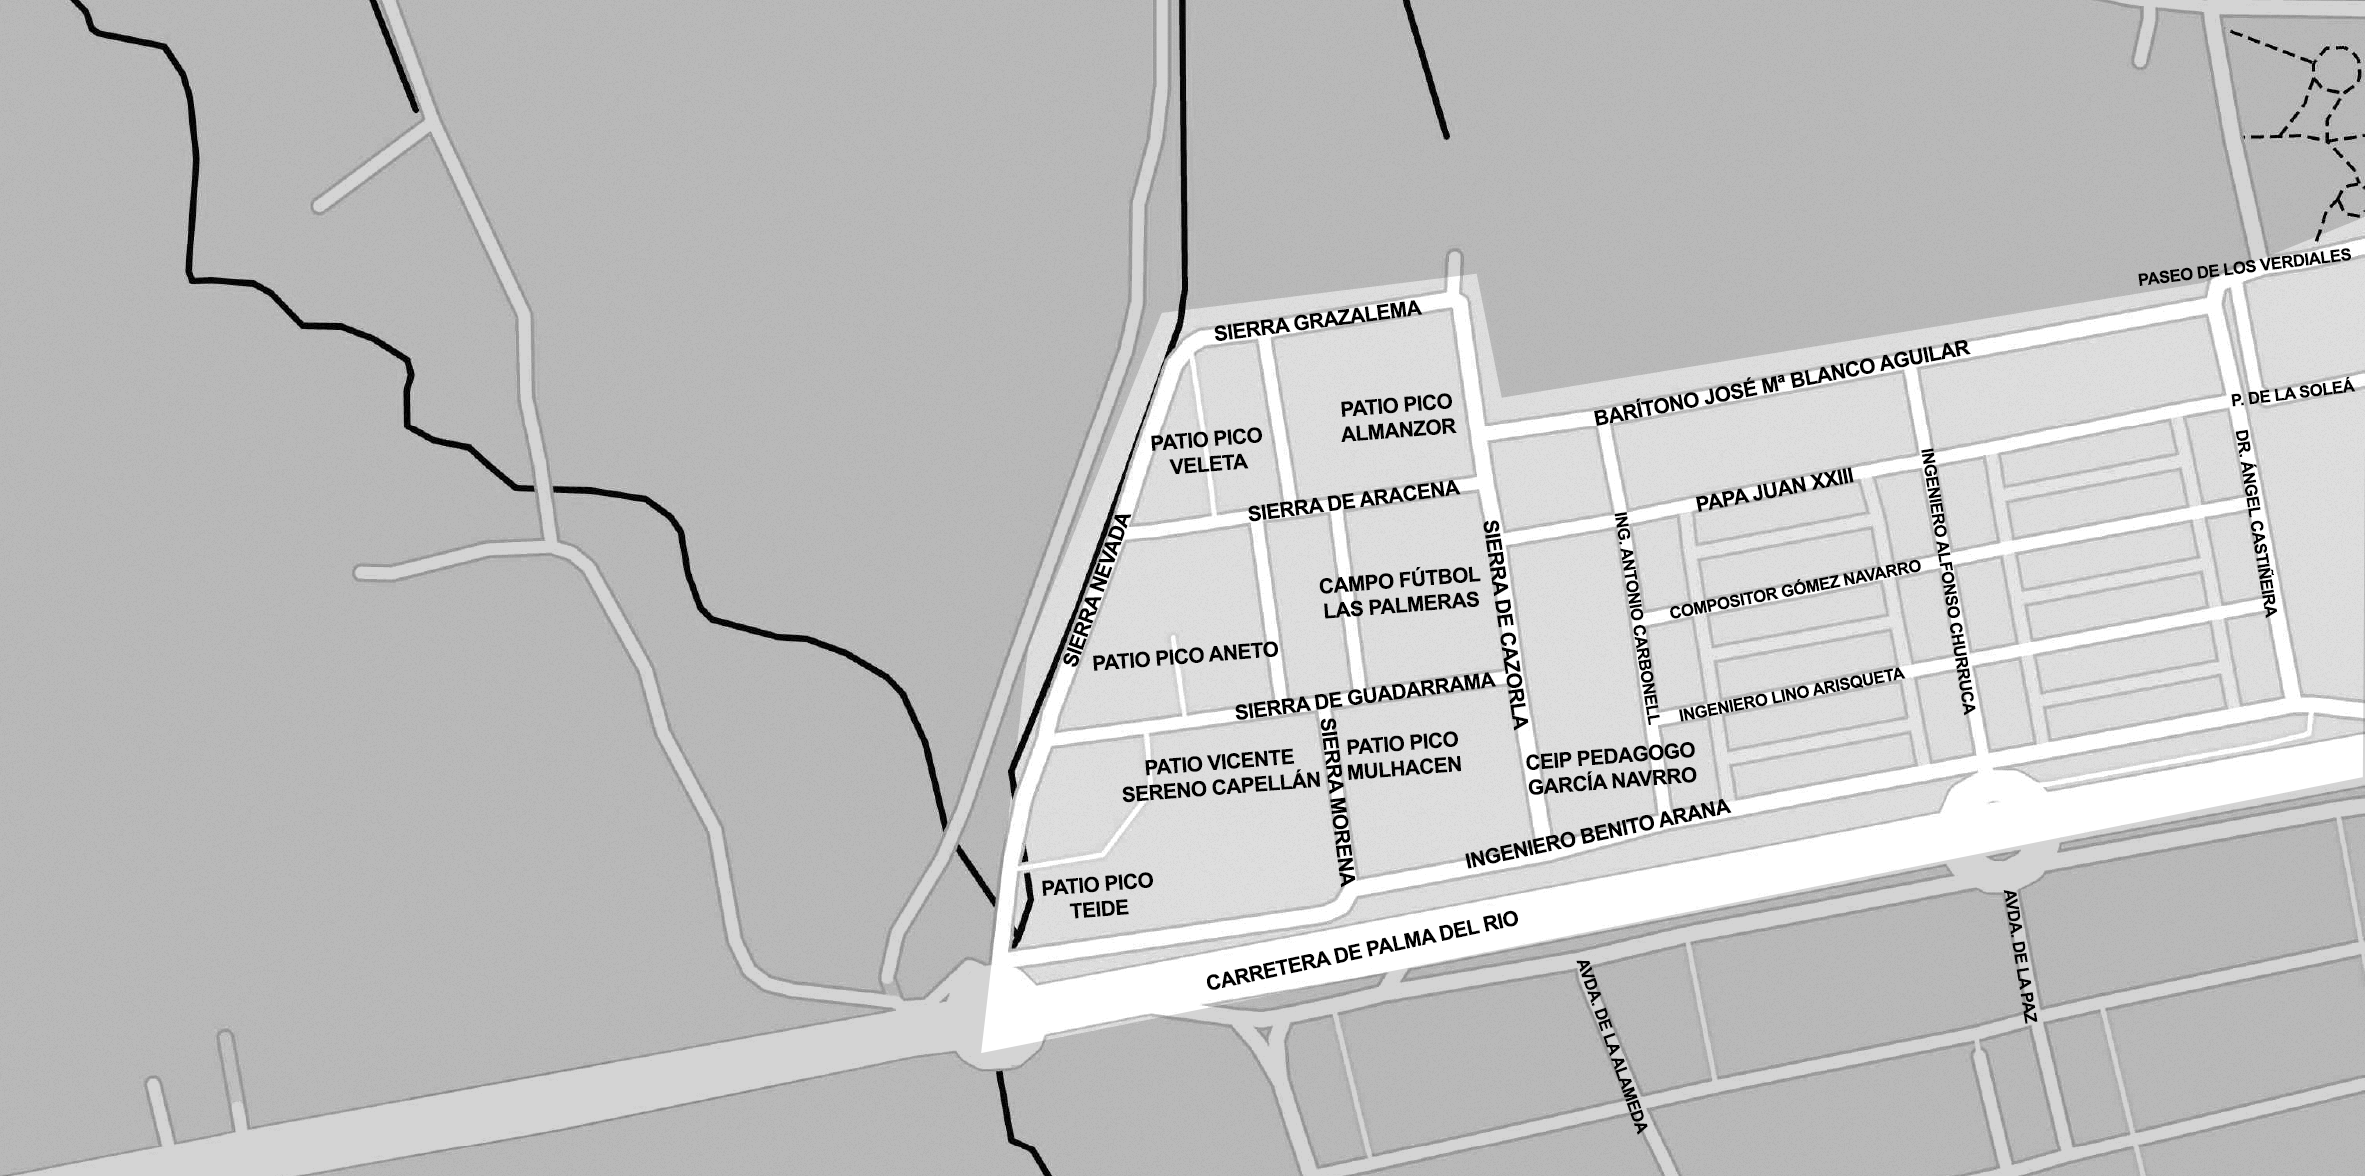 PASEO DE LOS VERDIALES
SIERRA GRAZALEMA
BARÍTONO JOSÉ Mª BLANCO AGUILAR
P. DE LA SOLEÁ
PATIO PICO
ALMANZOR
PATIO PICO
VELETA
SIERRA DE ARACENA
PAPA JUAN XXIII
DR. ÁNGEL CASTIÑEIRA
SIERRA NEVADA
SIERRA DE CAZORLA
ING. ANTONIO CARBONELL
INGENIERO ALFONSO CHURRUCA
CAMPO FÚTBOL
LAS PALMERAS
COMPOSITOR GÓMEZ NAVARRO
PATIO PICO ANETO
SIERRA DE GUADARRAMA
INGENIERO LINO ARISQUETA
PATIO VICENTE
SERENO CAPELLÁN
SIERRA MORENA
PATIO PICO
MULHACEN
CEIP PEDAGOGO
GARCÍA NAVRRO
INGENIERO BENITO ARANA
PATIO PICO
TEIDE
CARRETERA DE PALMA DEL RIO
AVDA. DE LA ALAMEDA
AVDA. DE LA PAZ